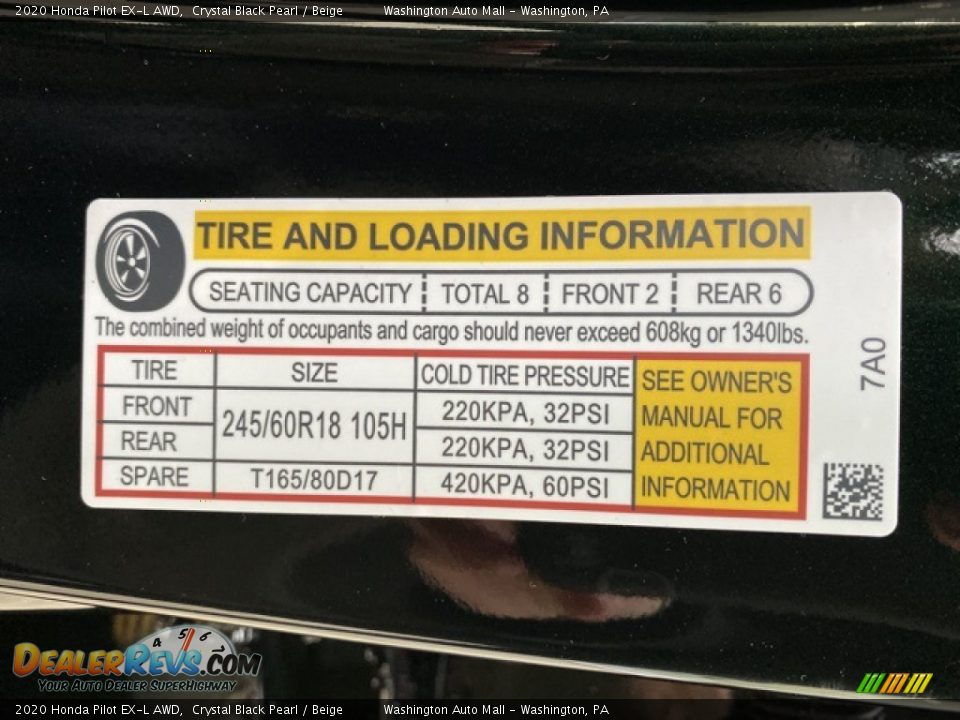 2020 Honda Pilot EX-L AWD, Crystal Black Pearl / Beige Washington Auto Mall - Washington, PA
TIRE AND LOADING INFORMATION
SEATING CAPACITY TOTAL 8 FRONT 2 REAR 6
The combined weight of occupants and cargo should never exceed 608kg or 1340lbs.
TIRE SIZE COLD TIRE PRESSURE
FRONT 245/60R18 105H 220KPA, 32PSI
REAR 220KPA, 32PSI
SPARE T165/80D17 420KPA, 60PSI
SEE OWNER'S
MANUAL FOR
ADDITIONAL
INFORMATION
7A0
4 5 6
DEALERREVS.COM
YOUR AUTO DEALER SUPERHIGHWAY
2020 Honda Pilot EX-L AWD, Crystal Black Pearl / Beige Washington Auto Mall - Washington, PA